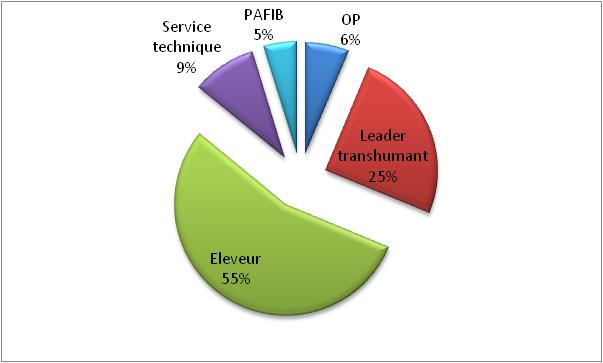 PAFIB
5%
OP
6%
Service
technique
9%
Leader
transhumant
25%
Eleveur
55%